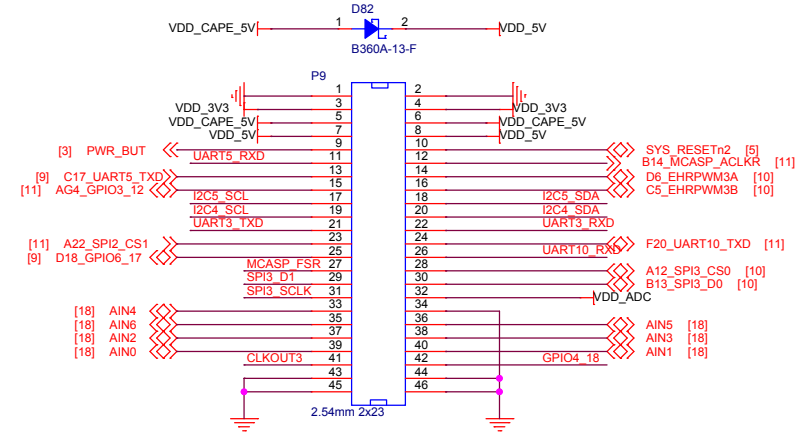 D82
VDD_CAPE_5V 1 2 VDD_5V
B360A-13-F
P9
1 2
VDD_3V3 3 4 VDD_3V3
VDD_CAPE_5V 5 6 VDD_CAPE_5V
VDD_5V 7 8 VDD_5V
[3] PWR_BUT 9 10 SYS_RESETn2 [5]
UART5_RXD 11 12 B14_MCASP_ACLKR [11]
[9] C17_UART5_TXD 13 14 D6_EHRPWM3A [10]
[11] AG4_GPIO3_12 15 16 C5_EHRPWM3B [10]
I2C5_SCL 17 18 I2C5_SDA
I2C4_SCL 19 20 I2C4_SDA
UART3_TXD 21 22 UART3_RXD
[11] A22_SPI2_CS1 23 24 F20_UART10_TXD [11]
[9] D18_GPIO6_17 25 26 UART10_RXD
MCASP_FSR 27 28 A12_SPI3_CS0 [10]
SPI3_D1 29 30 B13_SPI3_D0 [10]
SPI3_SCLK 31 32 VDD_ADC
[18] AIN4 33 34
[18] AIN6 35 36 AIN5 [18]
[18] AIN2 37 38 AIN3 [18]
[18] AIN0 39 40 AIN1 [18]
CLKOUT3 41 42 GPIO4_18
43 44
45 46
2.54mm 2x23